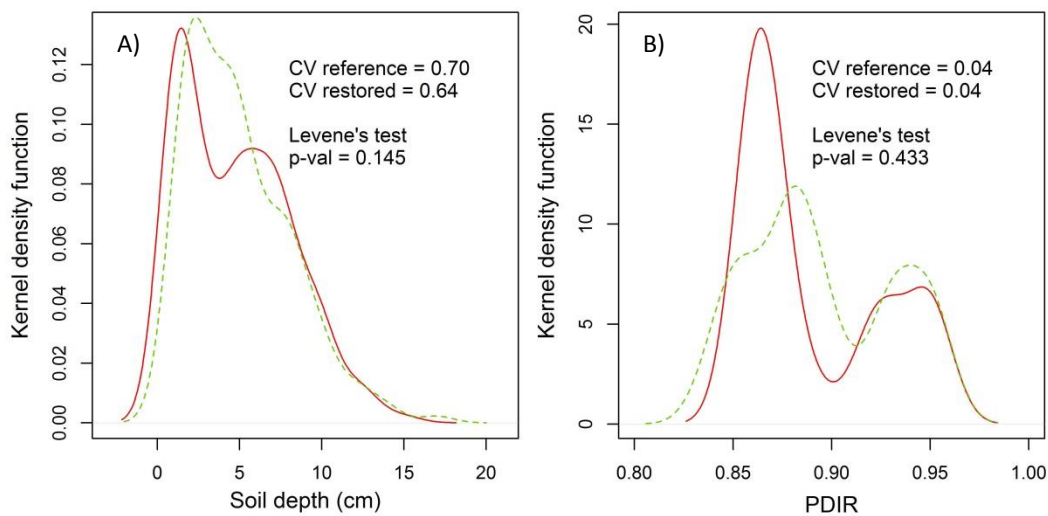 A)
CV reference = 0.70
CV restored = 0.64
Levene's test
p-val = 0.145
Kernel density function
0.00
0.02
0.04
0.06
0.08
0.10
0.12
0
5
10
15
20
Soil depth (cm)
B)
CV reference = 0.04
CV restored = 0.04
Levene's test
p-val = 0.433
Kernel density function
0
5
10
15
20
0.80
0.85
0.90
0.95
1.00
PDIR